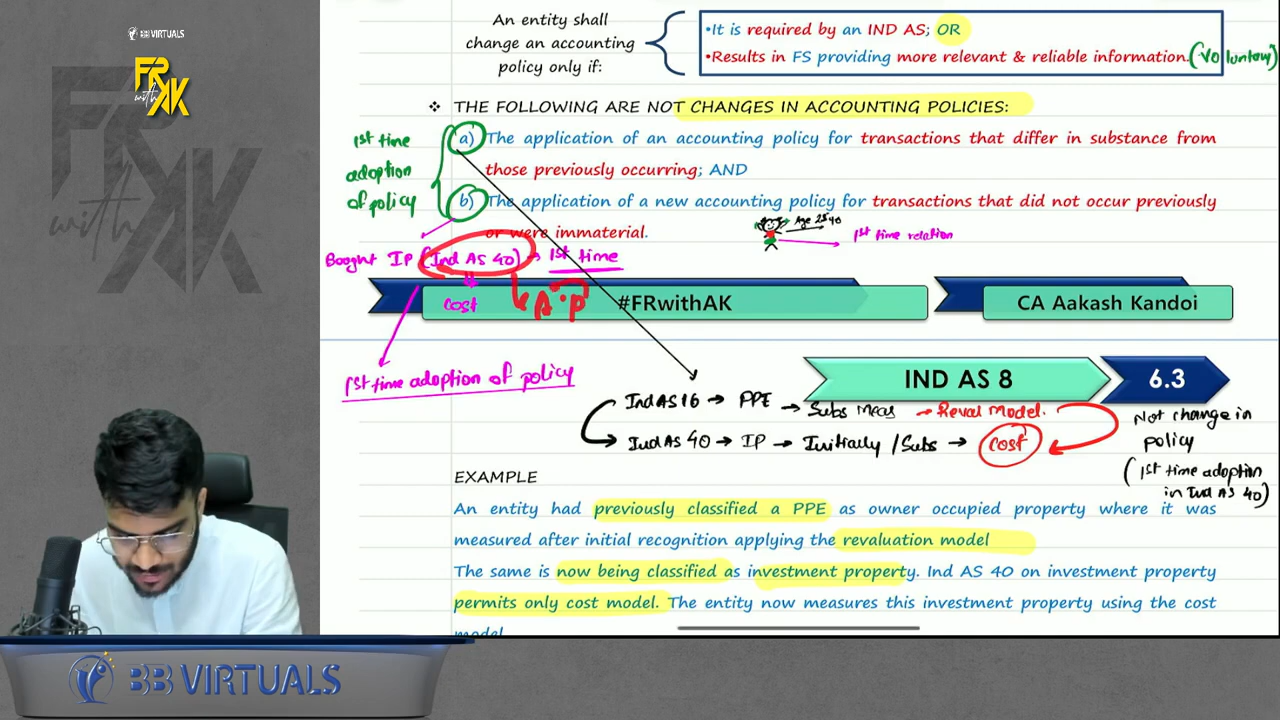 BB VIRTUALS
FR
with
AK
FR
with
AK
An entity shall
change an accounting
policy only if:
•It is required by an IND AS; OR
•Results in FS providing more relevant & reliable information. (Voluntary)
❖ THE FOLLOWING ARE NOT CHANGES IN ACCOUNTING POLICIES:
1st time
adoption
of policy
a) The application of an accounting policy for transactions that differ in substance from
those previously occurring; AND
b) The application of a new accounting policy for transactions that did not occur previously
or were immaterial.
1st time relation
Bought IP (Ind AS 40) → 1st time
cost
A.P
#FRwithAK
CA Aakash Kandoi
1st time adoption of policy
IND AS 8
6.3
Ind AS 16 → PPE → Subs Meas → Reval Model.
Ind AS 40 → IP → Initially / Subs → Cost
Not change in
policy
(1st time adoption
in Ind AS 40)
EXAMPLE
An entity had previously classified a PPE as owner occupied property where it was
measured after initial recognition applying the revaluation model
The same is now being classified as investment property. Ind AS 40 on investment property
permits only cost model. The entity now measures this investment property using the cost
model
BB VIRTUALS